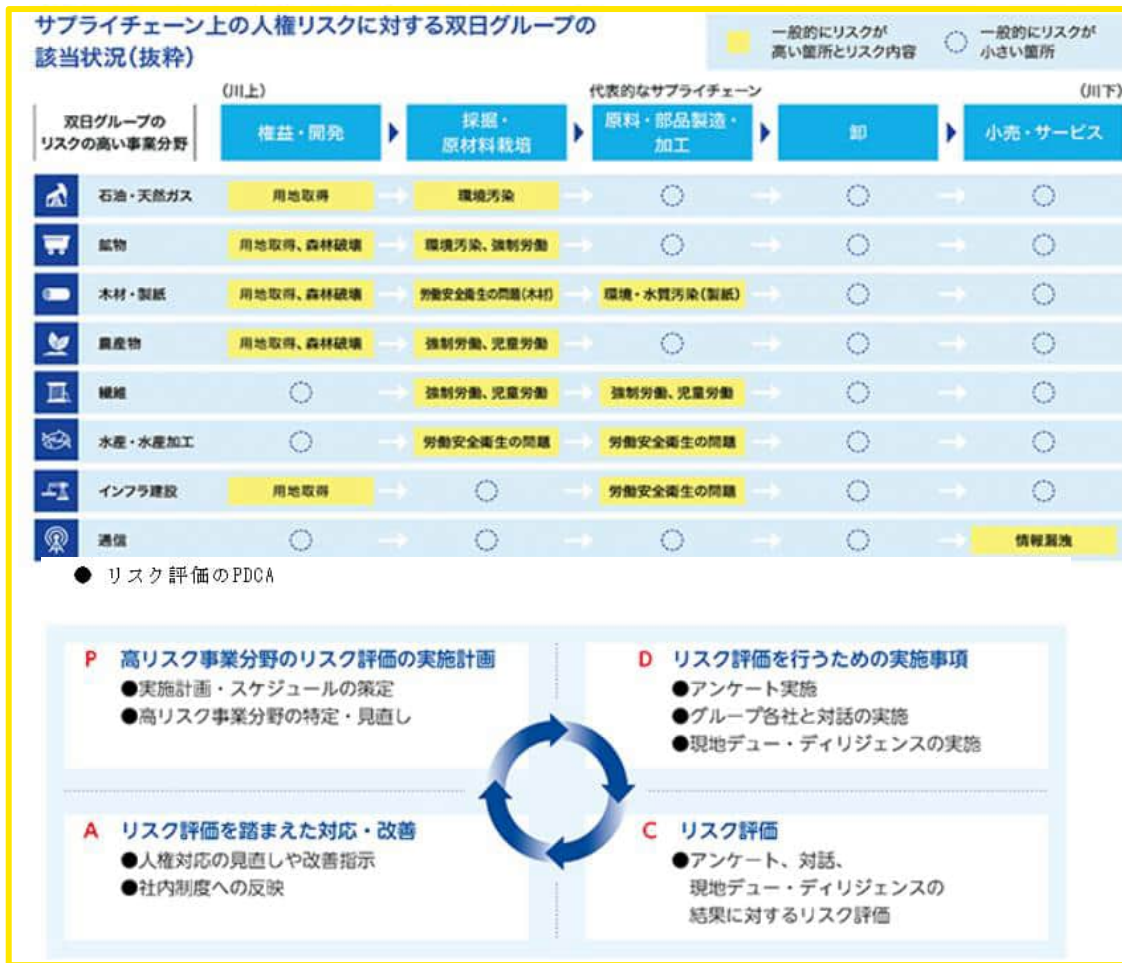 サプライチェーン上の人権リスクに対する双日グループの
該当状況(抜粋)
一般的にリスクが
高い箇所とリスク内容
一般的にリスクが
小さい箇所
(川上)
代表的なサプライチェーン
(川下)
双日グループの
リスクの高い事業分野
権益・開発
採掘・
原材料栽培
原料・部品製造・
加工
卸
小売・サービス
石油・天然ガス 用地取得 環境汚染
鉱物 用地取得、森林破壊 環境汚染、強制労働
木材・製紙 用地取得、森林破壊 労働安全衛生の問題(木材) 環境・水質汚染(製紙)
農産物 用地取得、森林破壊 強制労働、児童労働
繊維 強制労働、児童労働 強制労働、児童労働
水産・水産加工 労働安全衛生の問題 労働安全衛生の問題
インフラ建設 用地取得 労働安全衛生の問題
通信 情報漏洩
● リスク評価のPDCA
P 高リスク事業分野のリスク評価の実施計画
●実施計画・スケジュールの策定
●高リスク事業分野の特定・見直し
D リスク評価を行うための実施事項
●アンケート実施
●グループ各社と対話の実施
●現地デュー・ディリジェンスの実施
A リスク評価を踏まえた対応・改善
●人権対応の見直しや改善指示
●社内制度への反映
C リスク評価
●アンケート、対話、
現地デュー・ディリジェンスの
結果に対するリスク評価